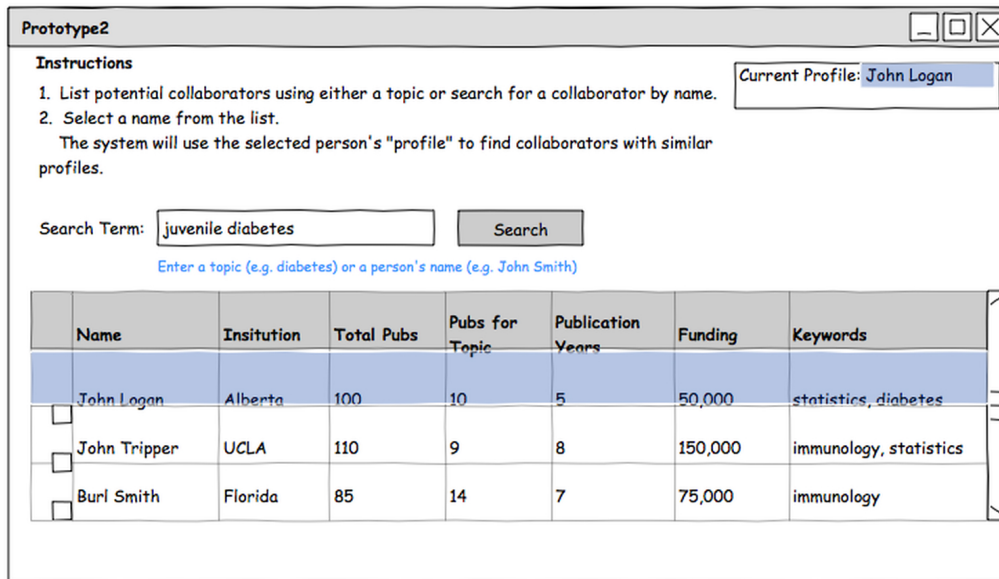 Prototype2
Instructions
Current Profile: John Logan
1. List potential collaborators using either a topic or search for a collaborator by name.
2. Select a name from the list.
The system will use the selected person's "profile" to find collaborators with similar
profiles.
Search Term: juvenile diabetes Search
Enter a topic (e.g. diabetes) or a person's name (e.g. John Smith)
Name Insitution Total Pubs Pubs for Topic Publication Years Funding Keywords
John Logan Alberta 100 10 5 50,000 statistics, diabetes
John Tripper UCLA 110 9 8 150,000 immunology, statistics
Burl Smith Florida 85 14 7 75,000 immunology